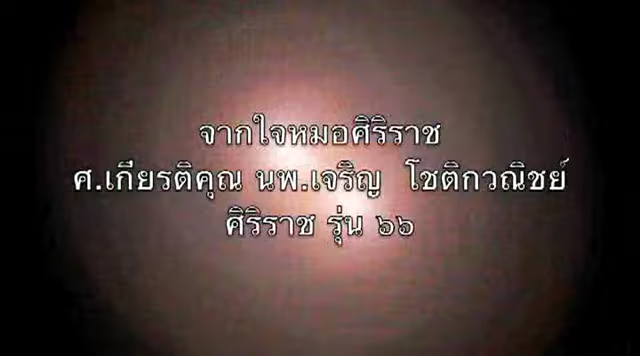 จากใจหมอศิริราช
ศ.เกียรติคุณ นพ.เจริญ โชติกวณิชย์
ศิริราช รุ่น ๖๖